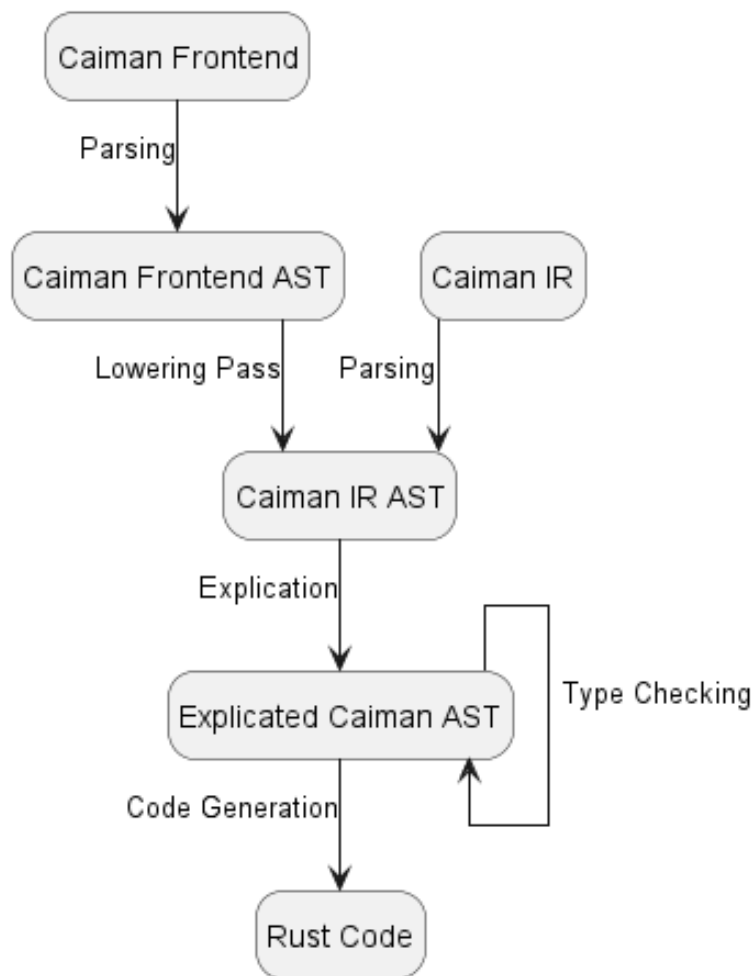 Caiman Frontend
Parsing
Caiman Frontend AST
Caiman IR
Lowering Pass
Parsing
Caiman IR AST
Explication
Explicated Caiman AST
Type Checking
Code Generation
Rust Code